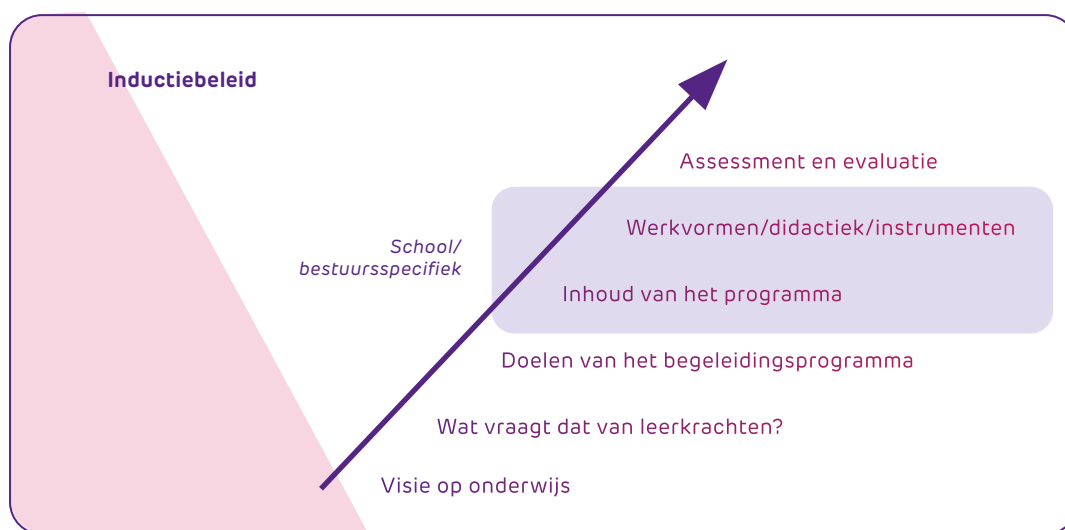 Inductiebeleid
Assessment en evaluatie
Werkvormen/didactiek/instrumenten
School/
bestuursspecifiek
Inhoud van het programma
Doelen van het begeleidingsprogramma
Wat vraagt dat van leerkrachten?
Visie op onderwijs